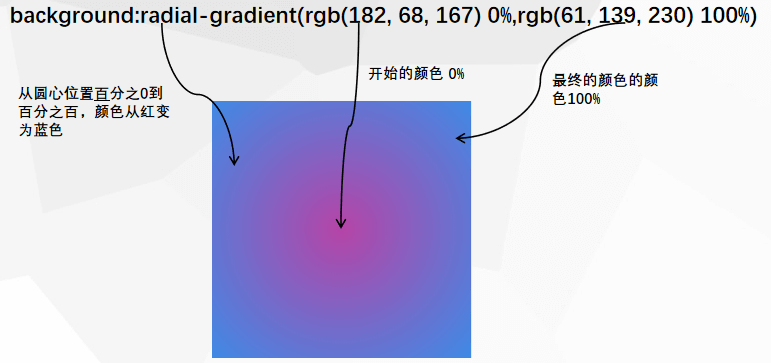 background:radial-gradient(rgb(182, 68, 167) 0%,rgb(61, 139, 230) 100%)
开始的颜色 0%
从圆心位置百分之0到
百分之百，颜色从红变
为蓝色
最终的颜色的颜
色100%